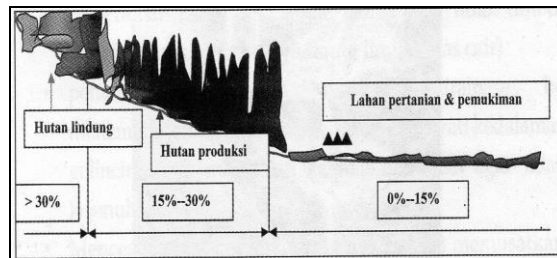 Lahan pertanian & pemukiman
Hutan lindung
Hutan produksi
> 30%
15%--30%
0%--15%